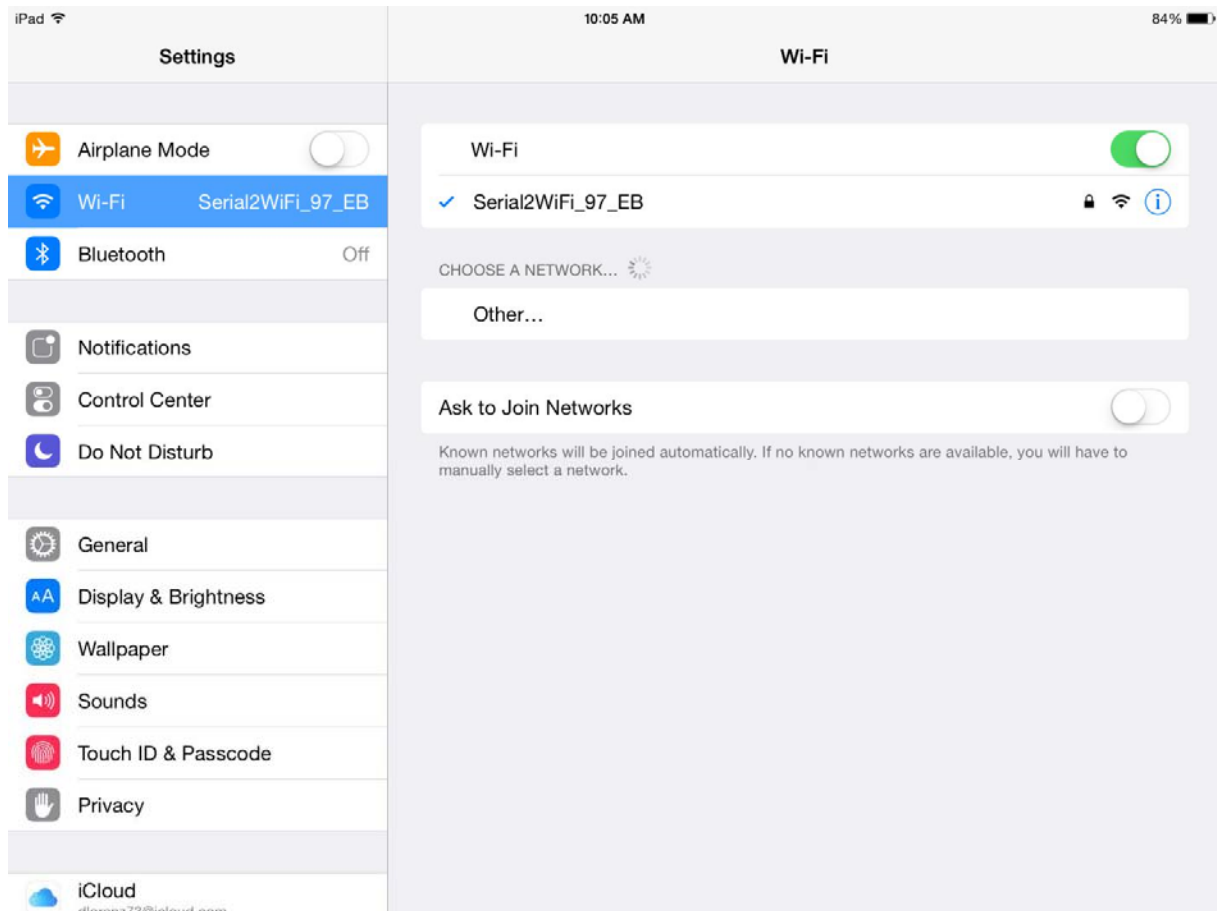 iPad 10:05 AM 84%
Settings
Wi-Fi
Airplane Mode
Wi-Fi Serial2WiFi_97_EB
Bluetooth Off
Notifications
Control Center
Do Not Disturb
General
AA Display & Brightness
Wallpaper
Sounds
Touch ID & Passcode
Privacy
iCloud
Wi-Fi
Serial2WiFi_97_EB
CHOOSE A NETWORK...
Other...
Ask to Join Networks
Known networks will be joined automatically. If no known networks are available, you will have to
manually select a network.